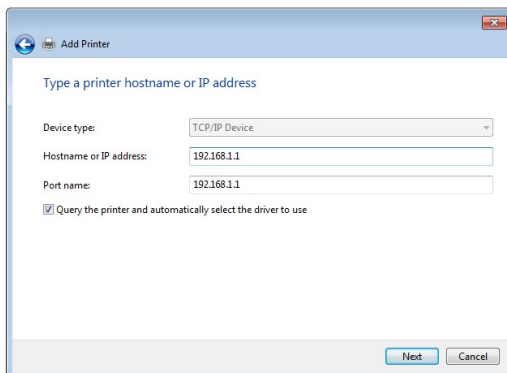 Add Printer
Type a printer hostname or IP address
Device type: TCP/IP Device
Hostname or IP address: 192.168.1.1
Port name: 192.168.1.1
Query the printer and automatically select the driver to use
Next Cancel